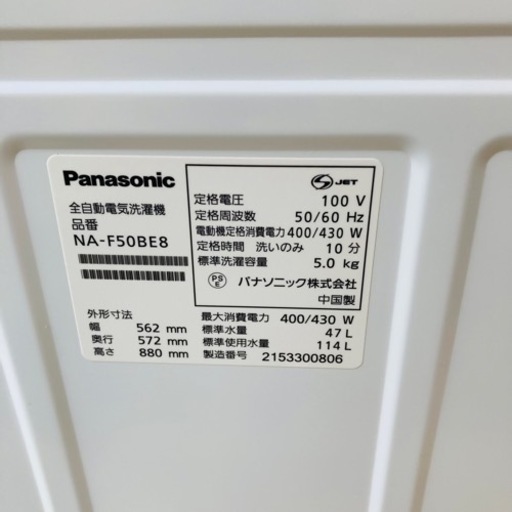 Panasonic
全自動電気洗濯機
品番
NA-F50BE8
外形寸法
幅 562 mm
奥行 572 mm
高さ 880 mm
S JET
定格電圧 100 V
定格周波数 50/60 Hz
電動機定格消費電力 400/430 W
定格時間 洗いのみ 10 分
標準洗濯容量 5.0 kg
PS E パナソニック株式会社
中国製
最大消費電力 400/430 W
標準水量 47 L
標準使用水量 114 L
製造番号 2153300806